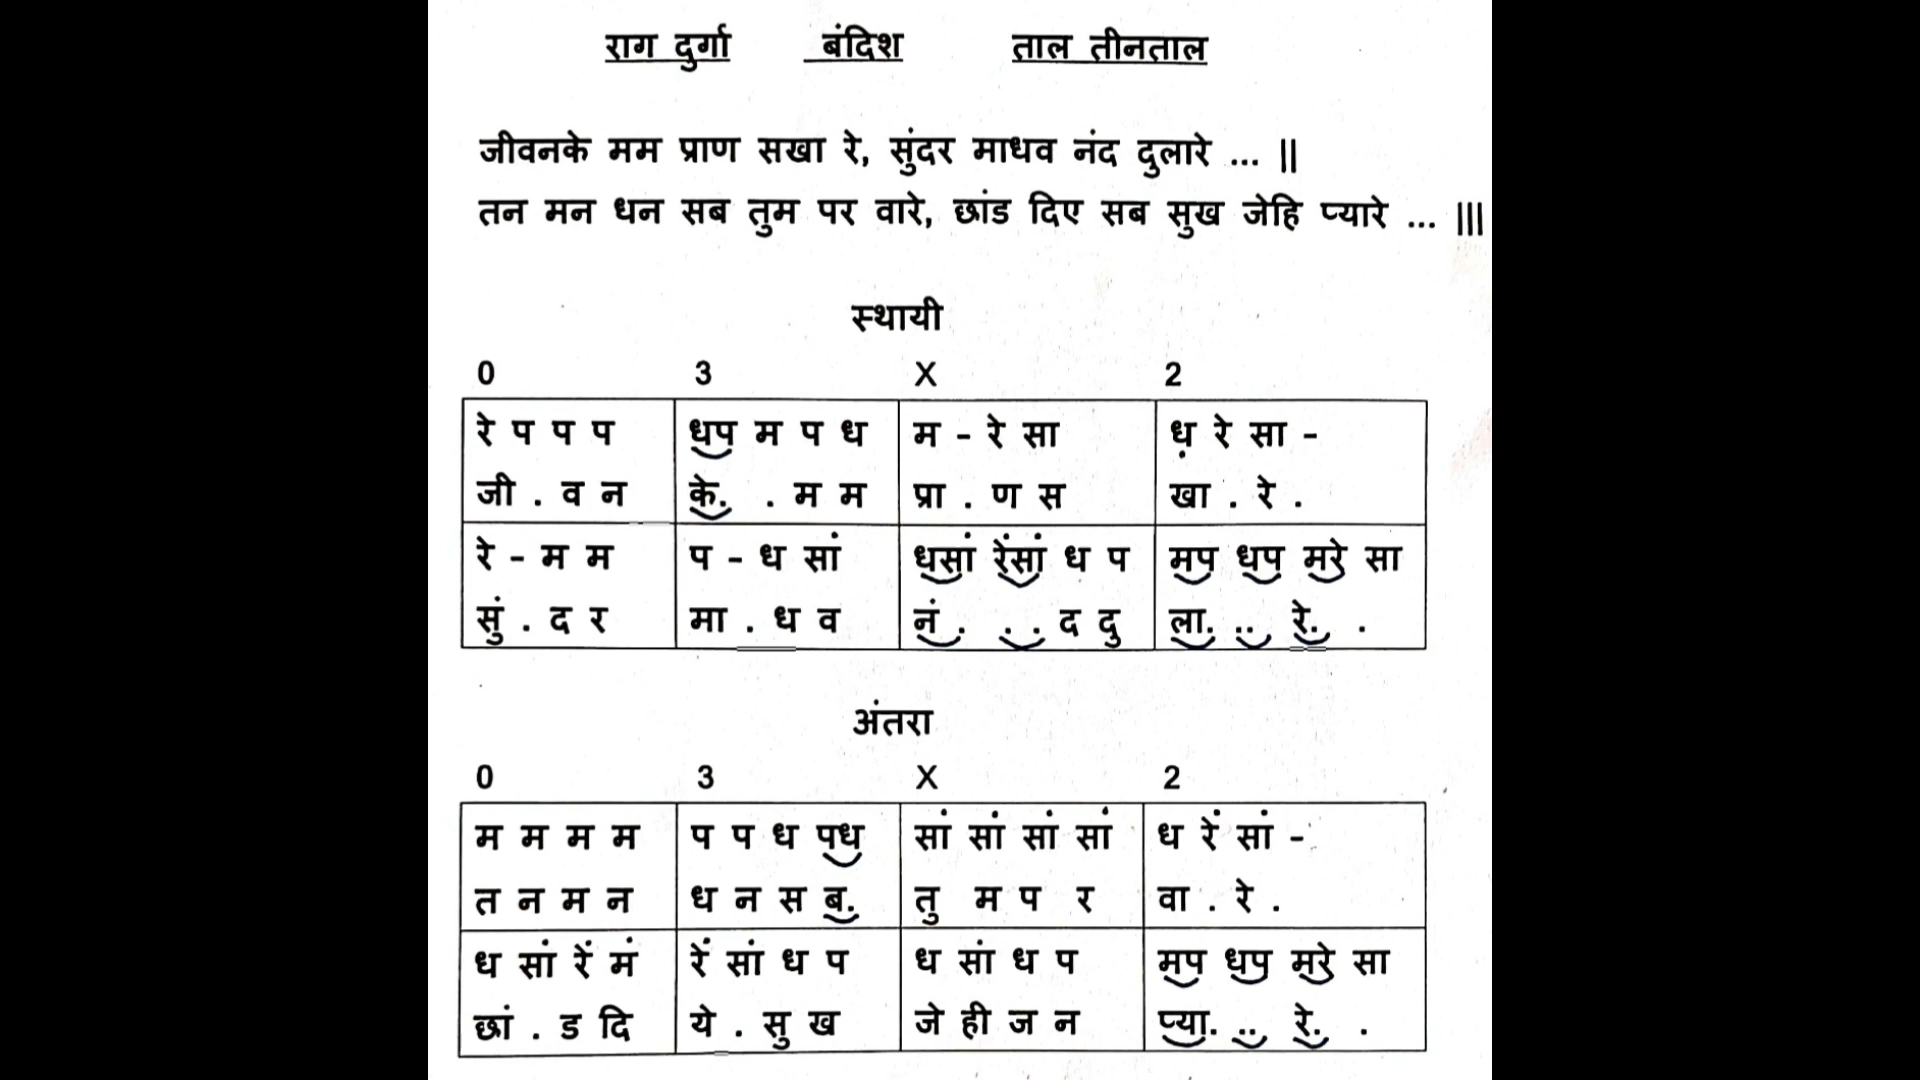 राग दुर्गा बंदिश ताल तीनताल
जीवनके मम प्राण सखा रे, सुंदर माधव नंद दुलारे ... ||
तन मन धन सब तुम पर वारे, छांड दिए सब सुख जेहि प्यारे ... |||
स्थायी
0 3 X 2
रे प प प धप म प ध म - रे सा ध़ रे सा -
जी . व न के. . म म प्रा . ण स खा . रे .
रे - म म प - ध सां धसां रेंसां ध प मप धप मरे सा
सुं . द र मा . ध व नं . . . द दु ला. .. रे. .
अंतरा
0 3 X 2
म म म म प प ध पध सां सां सां सां ध रें सां -
त न म न ध न स ब. तु म प र वा . रे .
ध सां रें मं रें सां ध प ध सां ध प मप धप मरे सा
छां . ड दि ये . सु ख जे ही ज न प्या. .. रे. .